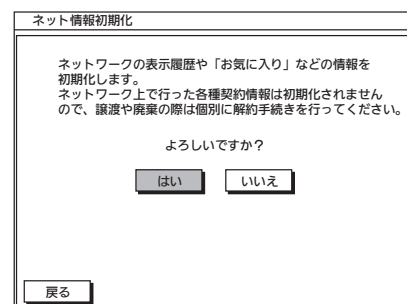 ネット情報初期化
ネットワークの表示履歴や「お気に入り」などの情報を
初期化します。
ネットワーク上で行った各種契約情報は初期化されません
ので、譲渡や廃棄の際は個別に解約手続きを行ってください。
よろしいですか？
はい　いいえ
戻る